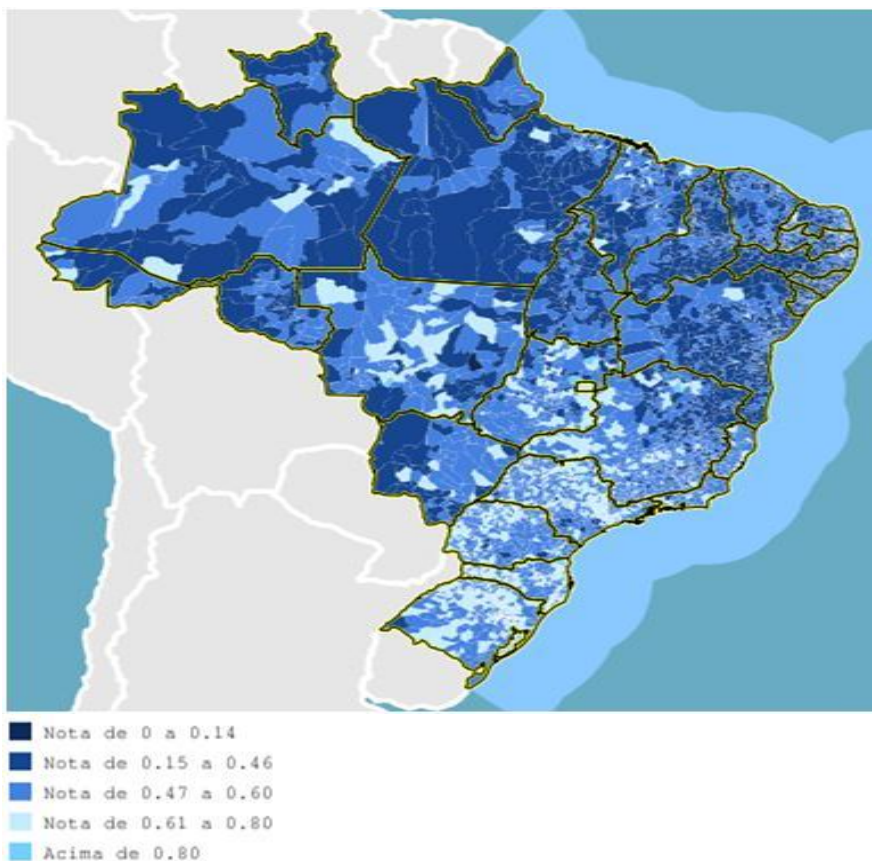 Nota de 0 a 0.14
Nota de 0.15 a 0.46
Nota de 0.47 a 0.60
Nota de 0.61 a 0.80
Acima de 0.80